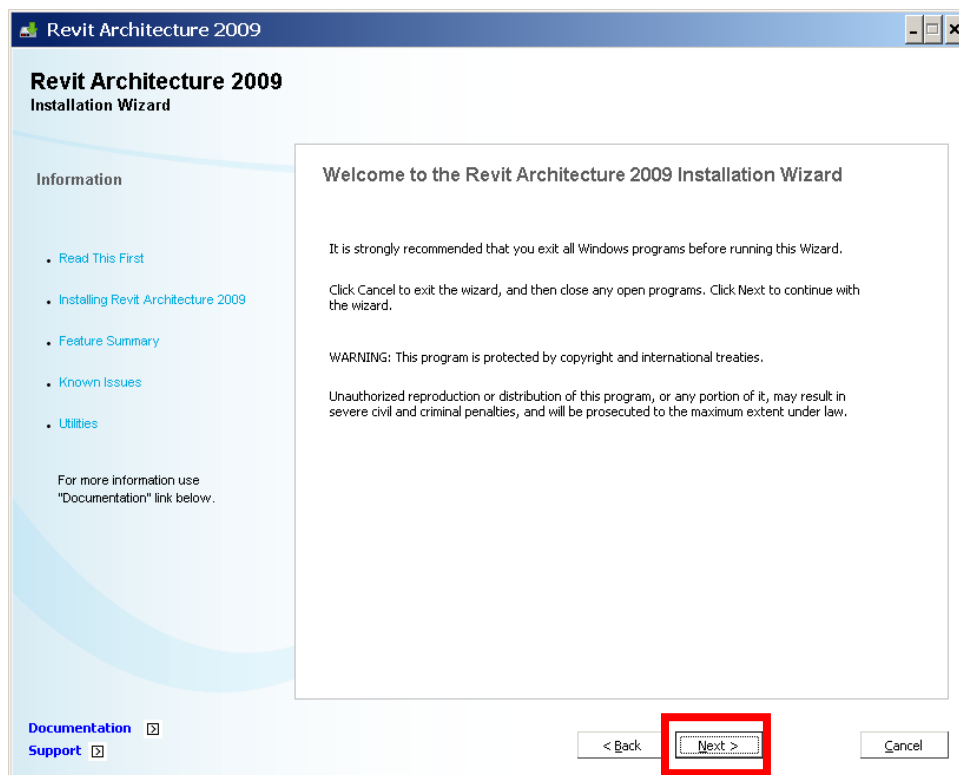 Revit Architecture 2009
Revit Architecture 2009
Installation Wizard
Information
Read This First
Installing Revit Architecture 2009
Feature Summary
Known Issues
Utilities
For more information use
"Documentation" link below.
Welcome to the Revit Architecture 2009 Installation Wizard
It is strongly recommended that you exit all Windows programs before running this Wizard.
Click Cancel to exit the wizard, and then close any open programs. Click Next to continue with
the wizard.
WARNING: This program is protected by copyright and international treaties.
Unauthorized reproduction or distribution of this program, or any portion of it, may result in
severe civil and criminal penalties, and will be prosecuted to the maximum extent under law.
Documentation
Support
< Back
Next >
Cancel